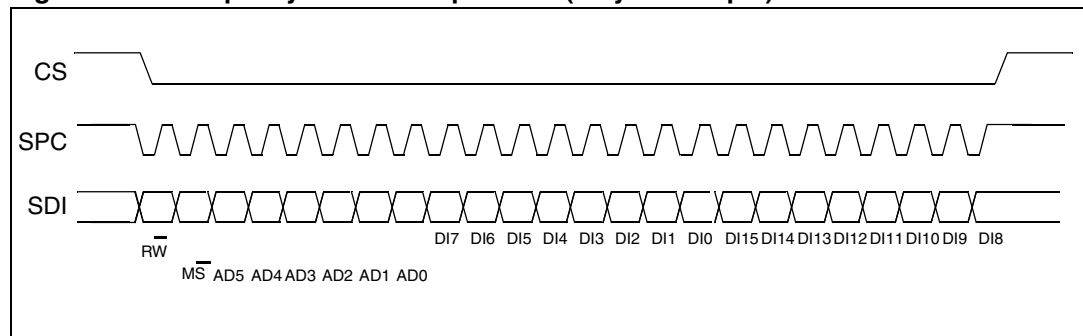 CS
SPC
SDI
RW
DI7 DI6 DI5 DI4 DI3 DI2 DI1 DI0 DI15 DI14 DI13 DI12 DI11 DI10 DI9 DI8
MS AD5 AD4 AD3 AD2 AD1 AD0